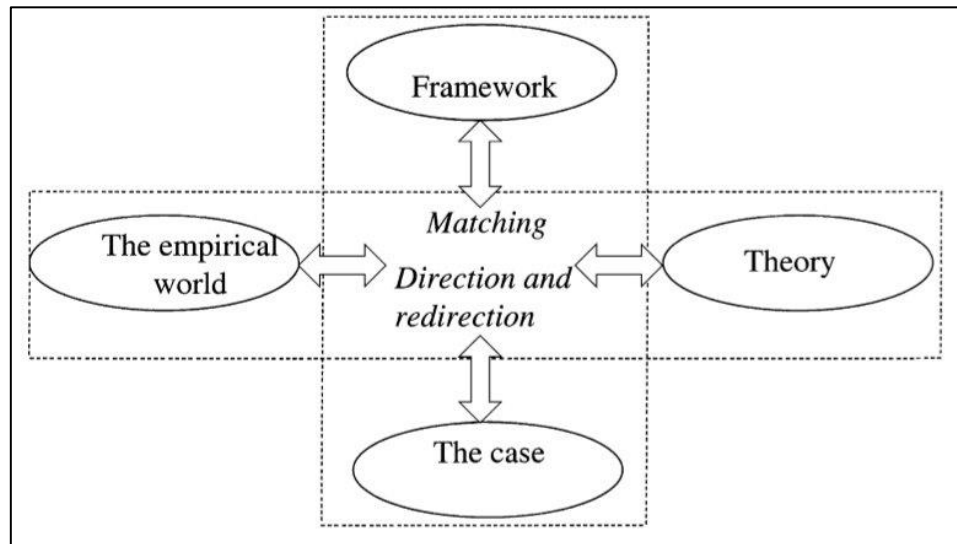 Framework
Matching
The empirical
world
Direction and
redirection
Theory
The case